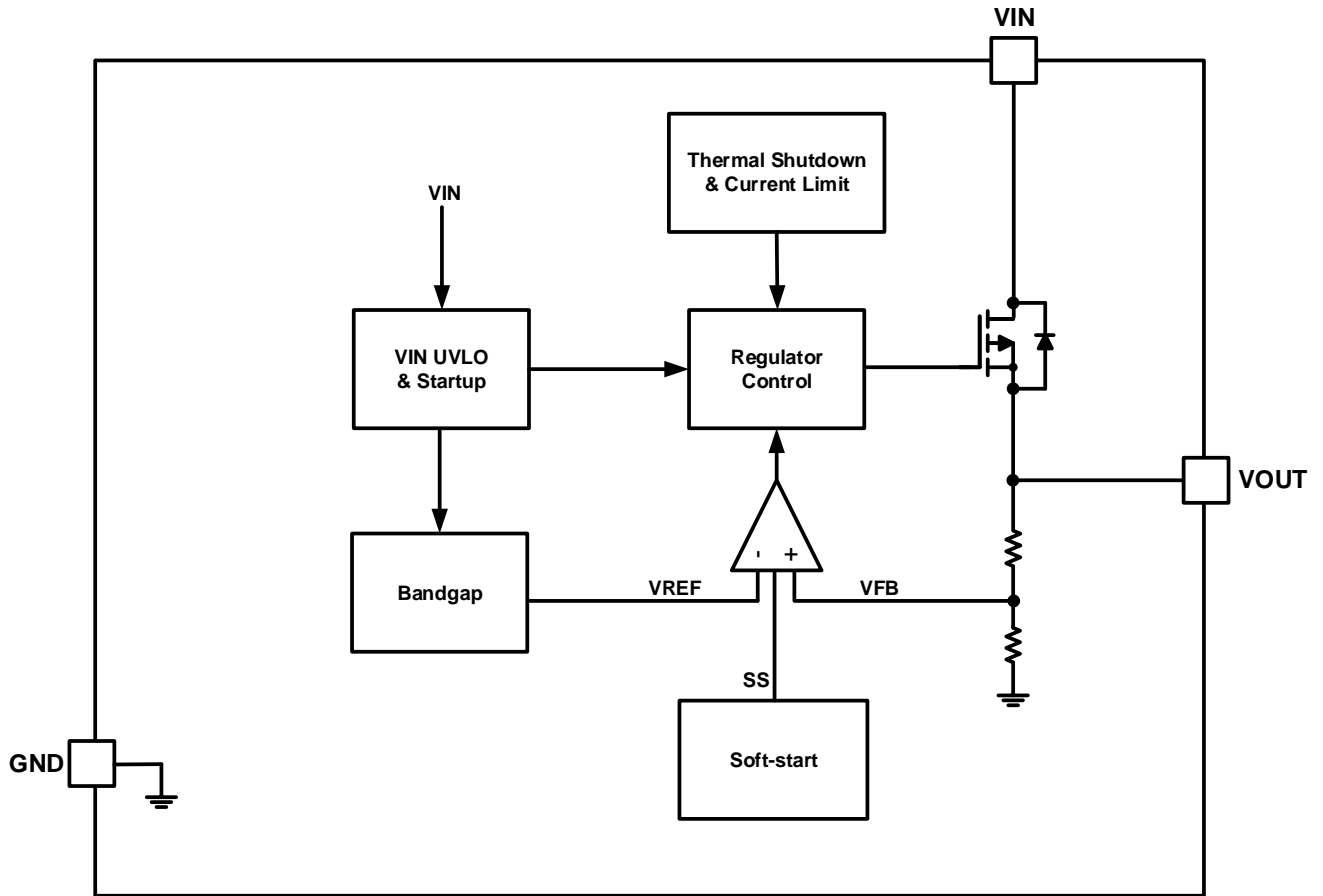 VIN
Thermal Shutdown
& Current Limit
VIN
VIN UVLO
& Startup
Regulator
Control
VOUT
- +
Bandgap
VREF
VFB
SS
Soft-start
GND